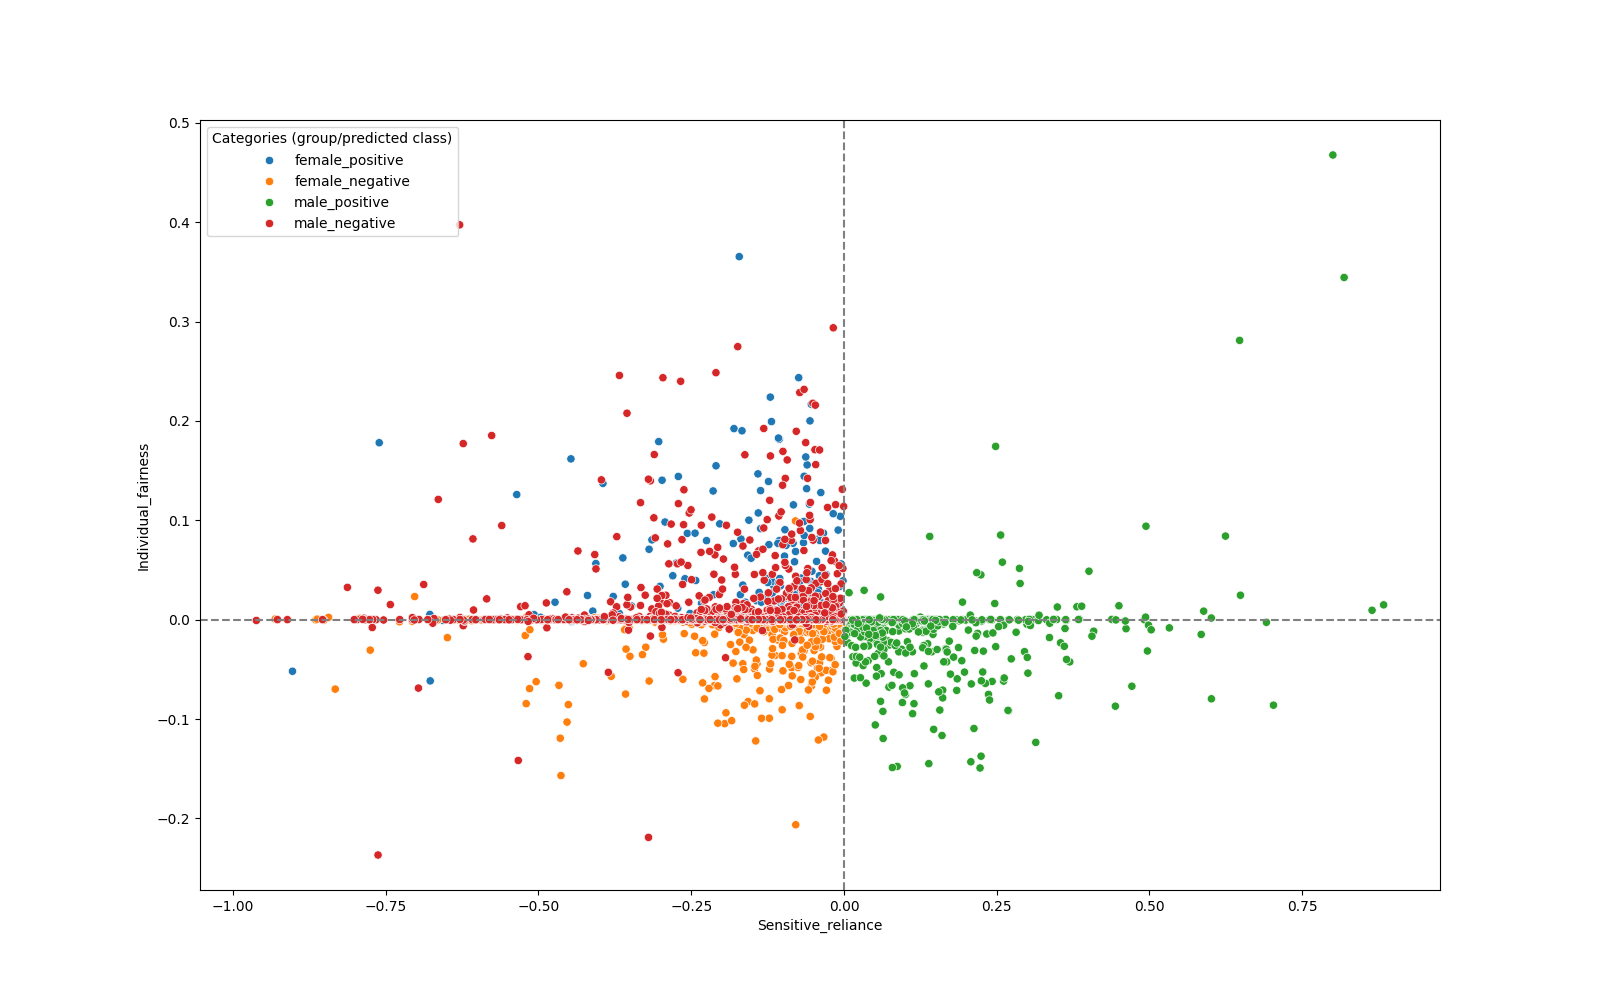 Categories (group/predicted class)
female_positive
female_negative
male_positive
male_negative
0.5
0.4
0.3
0.2
0.1
0.0
−0.1
−0.2
Individual_fairness
−1.00
−0.75
−0.50
−0.25
0.00
0.25
0.50
0.75
Sensitive_reliance